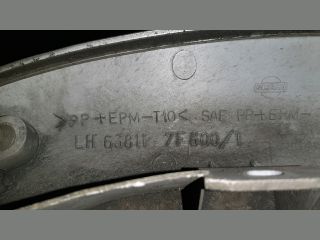 >PP+EPM-T10< SAE PP+EPM-
LH 63811 7F600/1